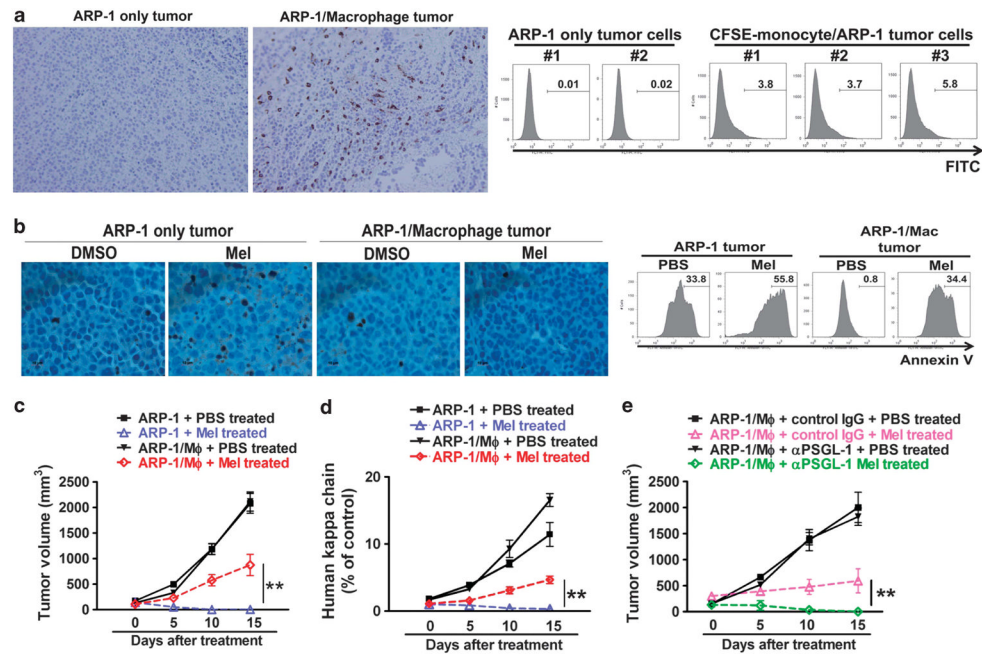 a
ARP-1 only tumor
ARP-1/Macrophage tumor
ARP-1 only tumor cells
CFSE-monocyte/ARP-1 tumor cells
#1
#2
#1
#2
#3
0.01
0.02
3.8
3.7
5.8
FITC
b
ARP-1 only tumor
ARP-1/Macrophage tumor
DMSO
Mel
DMSO
Mel
ARP-1 tumor
ARP-1/Mac
tumor
PBS
Mel
PBS
Mel
33.8
55.8
0.8
34.4
Annexin V
c
ARP-1 + PBS treated
ARP-1 + Mel treated
ARP-1/Mϕ + PBS treated
ARP-1/Mϕ + Mel treated
Tumor volume (mm³)
2500
2000
1500
1000
500
0
**
0 5 10 15
Days after treatment
d
ARP-1 + PBS treated
ARP-1 + Mel treated
ARP-1/Mϕ + PBS treated
ARP-1/Mϕ + Mel treated
Human kappa chain
(% of control)
20
10
0
**
0 5 10 15
Days after treatment
e
ARP-1/Mϕ + control IgG + PBS treated
ARP-1/Mϕ + control IgG + Mel treated
ARP-1/Mϕ + αPSGL-1 + PBS treated
ARP-1/Mϕ + αPSGL-1 Mel treated
Tumor volume (mm³)
2500
2000
1500
1000
500
0
**
0 5 10 15
Days after treatment